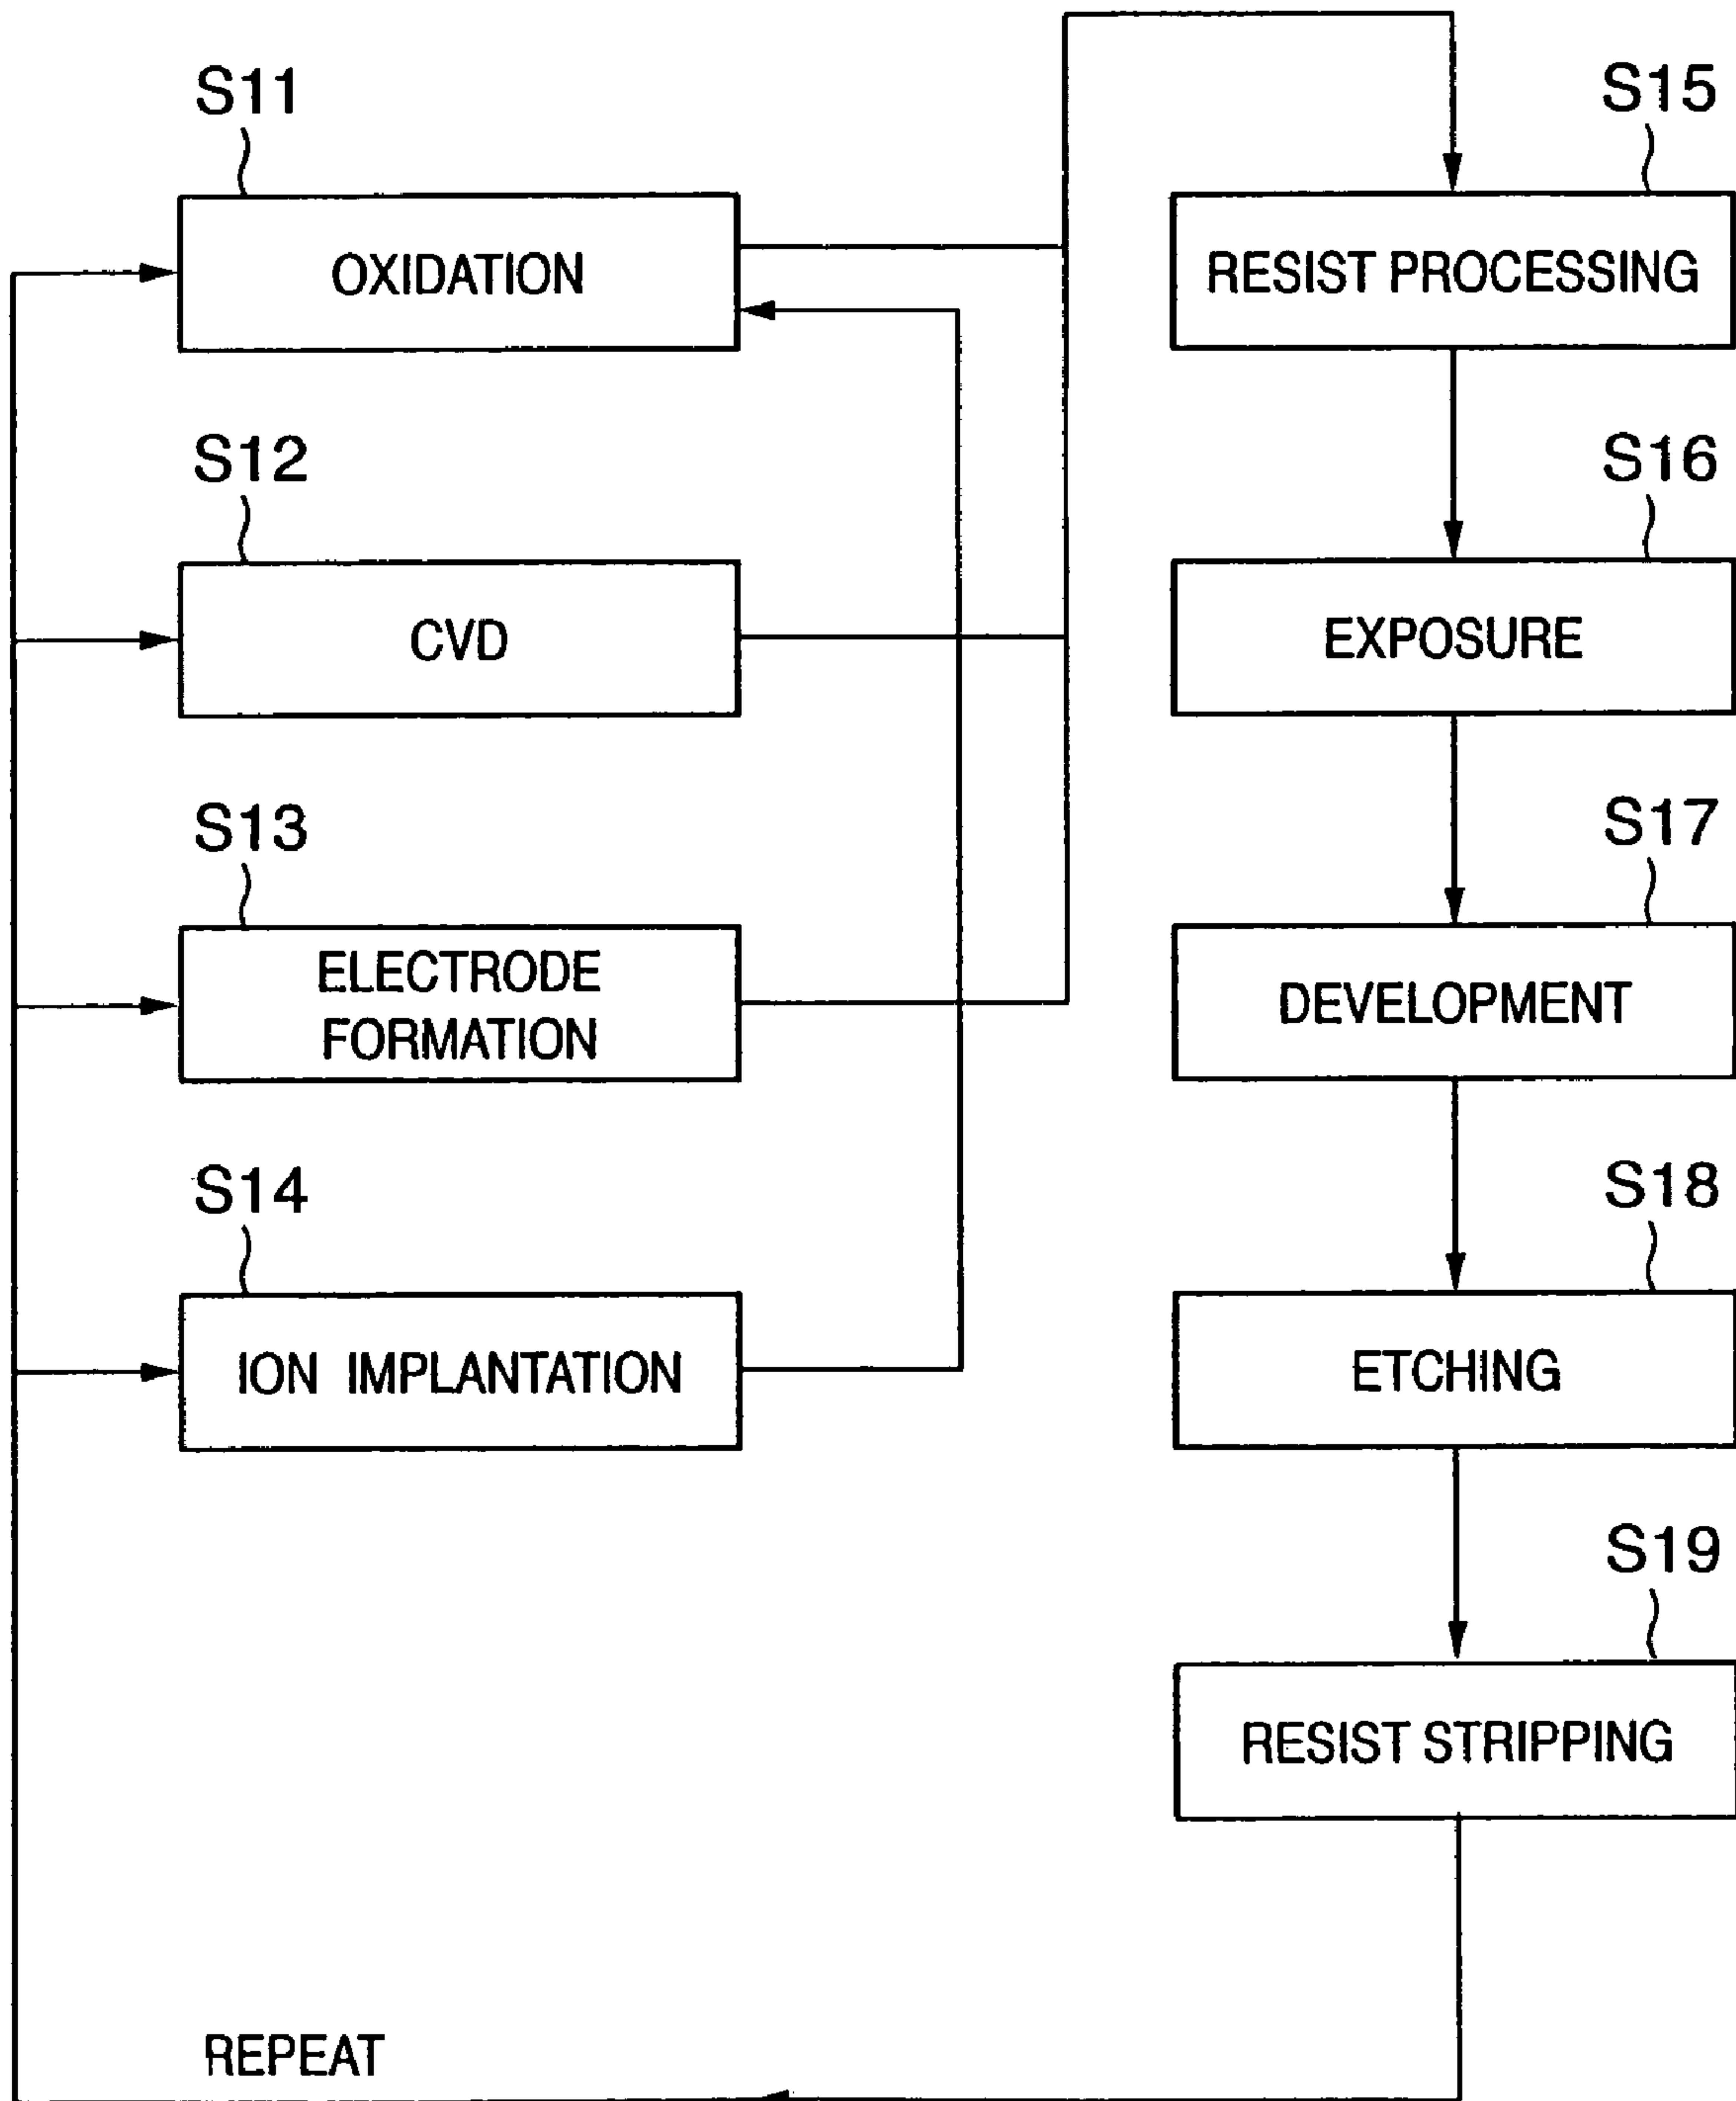 S11
OXIDATION
S12
CVD
S13
ELECTRODE
FORMATION
S14
ION IMPLANTATION
S15
RESIST PROCESSING
S16
EXPOSURE
S17
DEVELOPMENT
S18
ETCHING
S19
RESIST STRIPPING
REPEAT